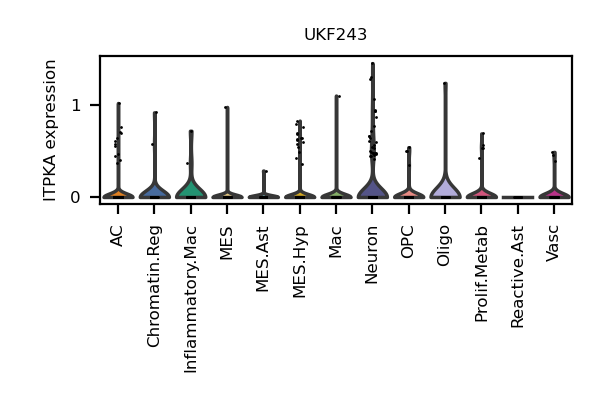 UKF243
ITPKA expression
1
0
AC
Chromatin.Reg
Inflammatory.Mac
MES
MES.Ast
MES.Hyp
Mac
Neuron
OPC
Oligo
Prolif.Metab
Reactive.Ast
Vasc